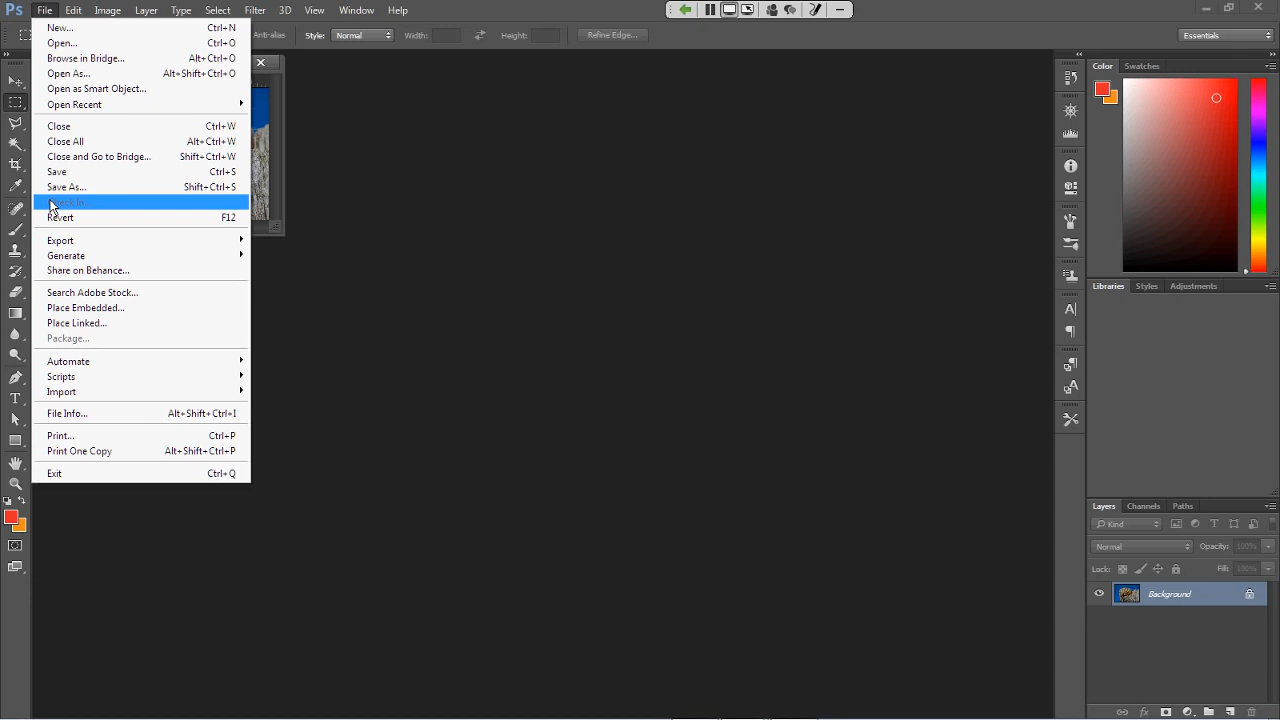 Ps File Edit Image Layer Type Select Filter 3D View Window Help
Anti-alias Style: Normal Width: Height: Refine Edge... Essentials
New... Ctrl+N
Open... Ctrl+O
Browse in Bridge... Alt+Ctrl+O
Open As... Alt+Shift+Ctrl+O
Open as Smart Object...
Open Recent
Close Ctrl+W
Close All Alt+Ctrl+W
Close and Go to Bridge... Shift+Ctrl+W
Save Ctrl+S
Save As... Shift+Ctrl+S
In...
Revert F12
Export
Generate
Share on Behance...
Search Adobe Stock...
Place Embedded...
Place Linked...
Package...
Automate
Scripts
Import
File Info... Alt+Shift+Ctrl+I
Print... Ctrl+P
Print One Copy Alt+Shift+Ctrl+P
Exit Ctrl+Q
Color Swatches
Libraries Styles Adjustments
Layers Channels Paths
Kind
Normal Opacity: 100%
Lock: Fill: 100%
Background